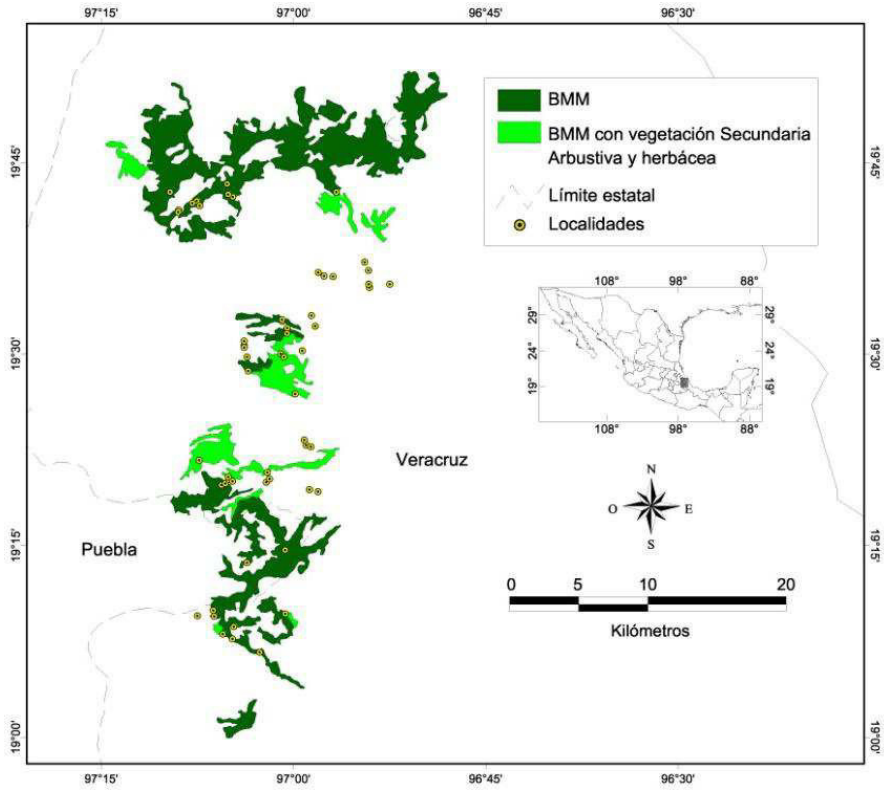 97°15'
97°00'
96°45'
96°30'
19°45'
19°30'
19°15'
19°00'
BMM
BMM con vegetación Secundaria
Arbustiva y herbácea
Límite estatal
Localidades
19°45'
19°30'
19°15'
19°00'
108°
98°
88°
29°
24°
19°
29°
24°
19°
108°
98°
88°
Veracruz
Puebla
N
O
E
S
0
5
10
20
Kilómetros
97°15'
97°00'
96°45'
96°30'